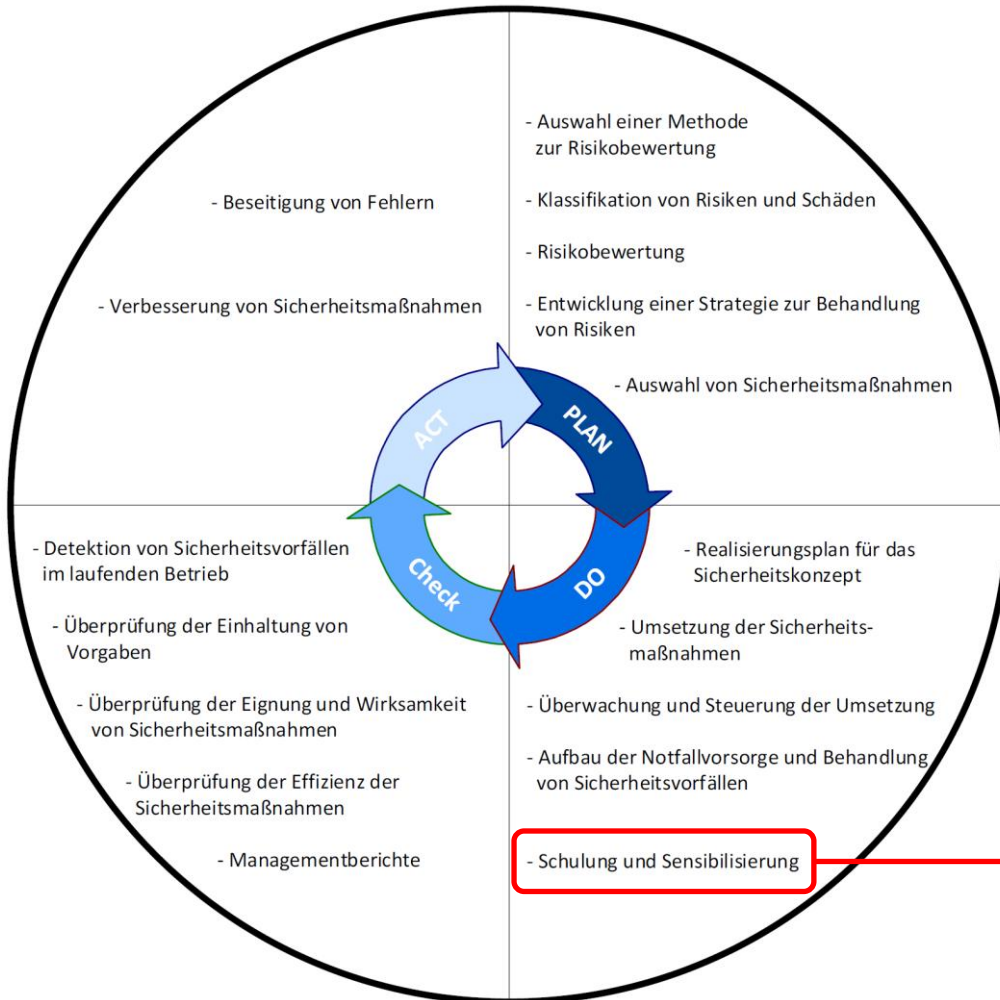 - Auswahl einer Methode
zur Risikobewertung
- Klassifikation von Risiken und Schäden
- Risikobewertung
- Entwicklung einer Strategie zur Behandlung
von Risiken
- Auswahl von Sicherheitsmaßnahmen
- Beseitigung von Fehlern
- Verbesserung von Sicherheitsmaßnahmen
ACT
PLAN
Check
DO
- Detektion von Sicherheitsvorfällen
im laufenden Betrieb
- Überprüfung der Einhaltung von
Vorgaben
- Überprüfung der Eignung und Wirksamkeit
von Sicherheitsmaßnahmen
- Überprüfung der Effizienz der
Sicherheitsmaßnahmen
- Managementberichte
- Realisierungsplan für das
Sicherheitskonzept
- Umsetzung der Sicherheits-
maßnahmen
- Überwachung und Steuerung der Umsetzung
- Aufbau der Notfallvorsorge und Behandlung
von Sicherheitsvorfällen
- Schulung und Sensibilisierung